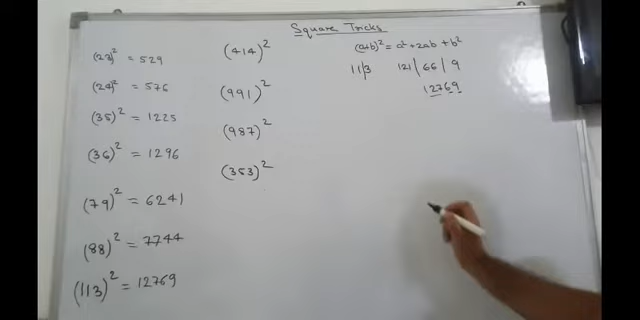 Square Tricks
(23)² = 529
(24)² = 576
(35)² = 1225
(36)² = 1296
(79)² = 6241
(88)² = 7744
(113)² = 12769
(414)²
(991)²
(987)²
(353)²
(a+b)² = a² + 2ab + b²
11/3 121/66/9
12769